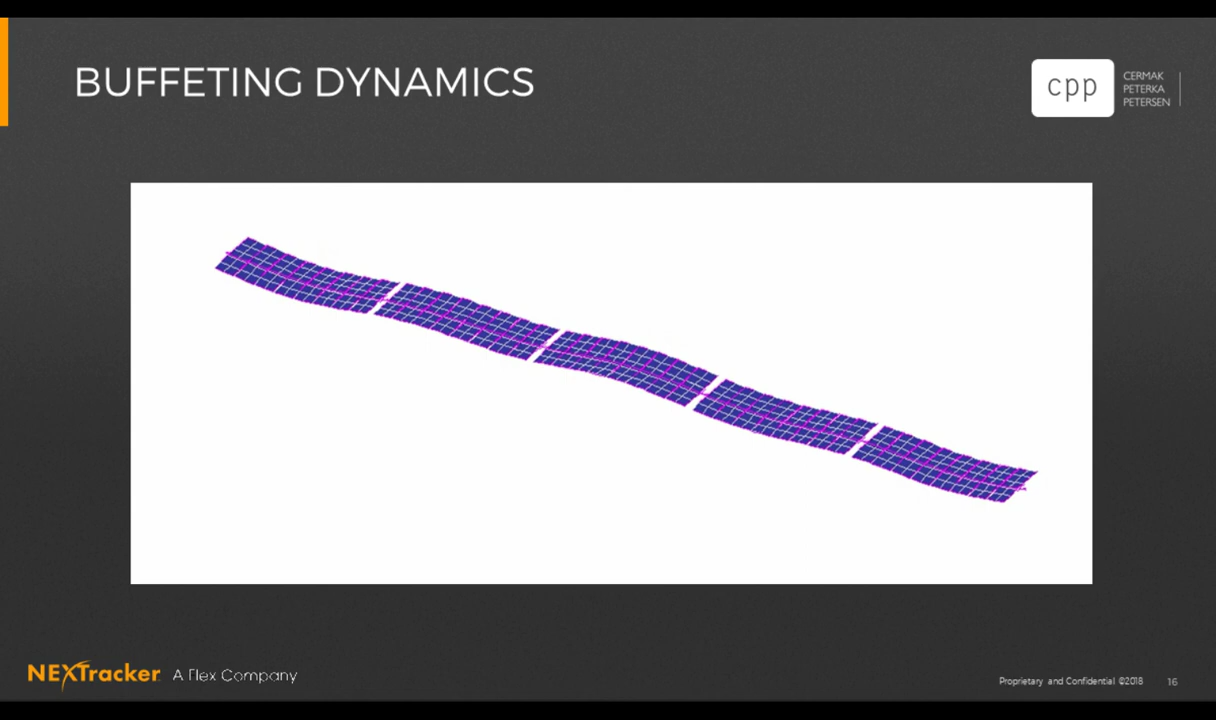 BUFFETING DYNAMICS
cpp
CERMAK
PETERKA
PETERSEN
NEXTracker A Flex Company
Proprietary and Confidential ©2018 16